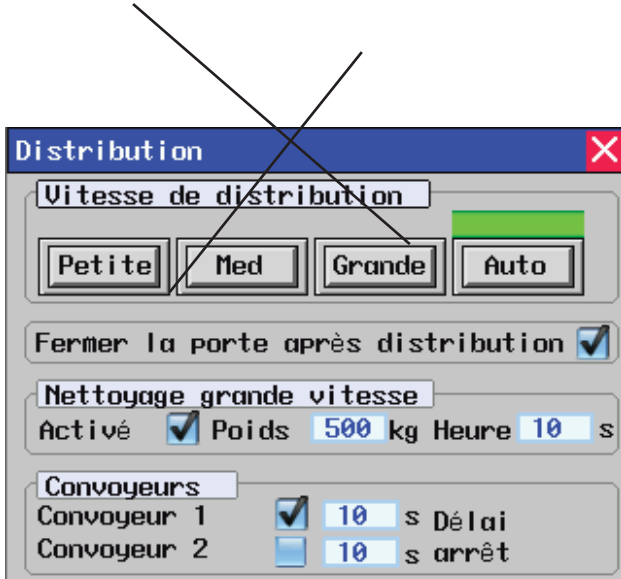 Distribution
Vitesse de distribution
Petite Med Grande Auto
Fermer la porte après distribution
Nettoyage grande vitesse
Activé Poids 500 kg Heure 10 s
Convoyeurs
Convoyeur 1 10 s Délai
Convoyeur 2 10 s arrêt